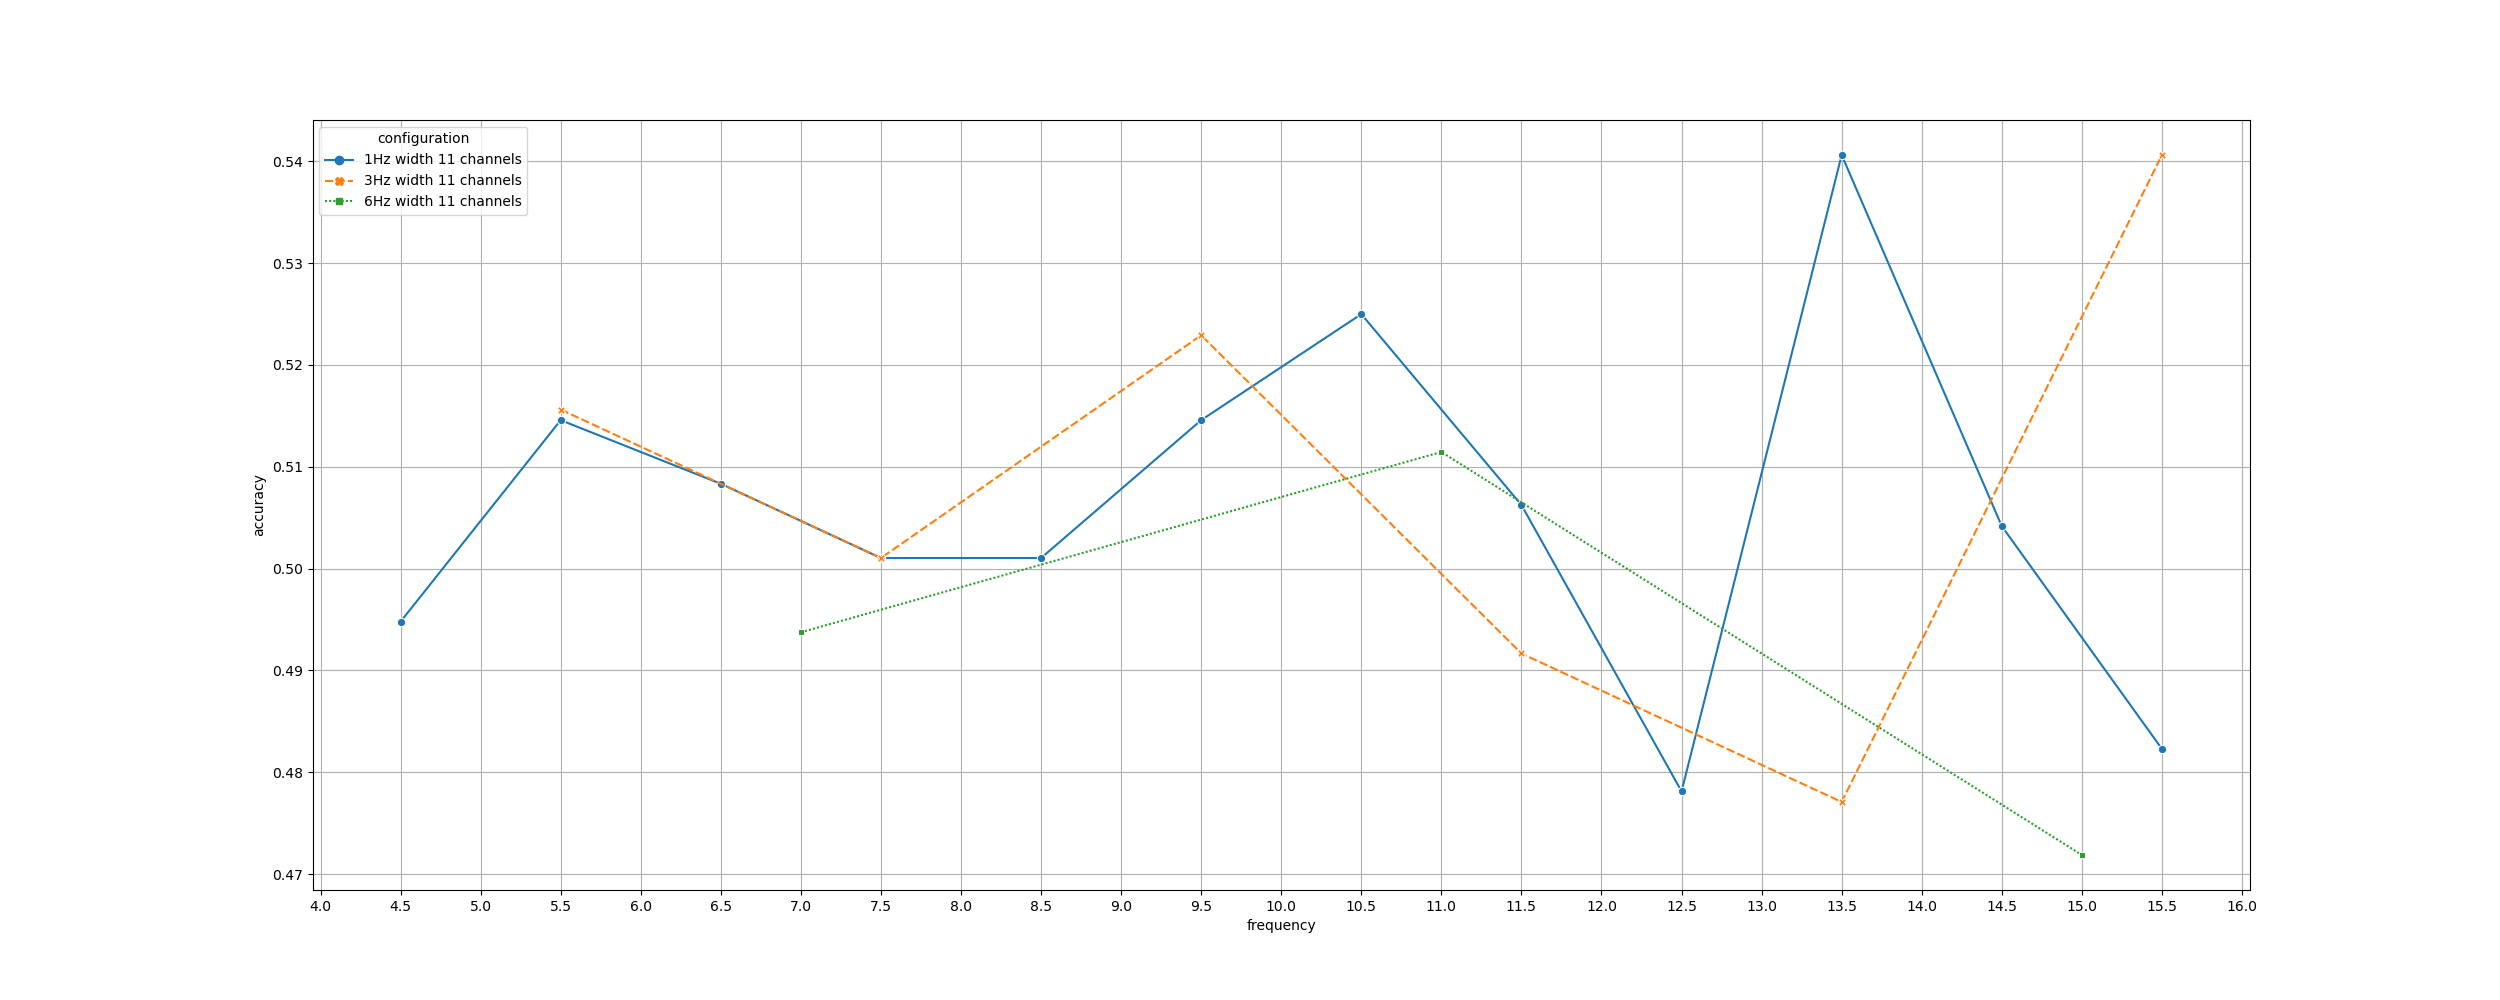 configuration
1Hz width 11 channels
3Hz width 11 channels
6Hz width 11 channels
0.54
0.53
0.52
0.51
0.50
0.49
0.48
0.47
accuracy
4.0 4.5 5.0 5.5 6.0 6.5 7.0 7.5 8.0 8.5 9.0 9.5 10.0 10.5 11.0 11.5 12.0 12.5 13.0 13.5 14.0 14.5 15.0 15.5 16.0
frequency